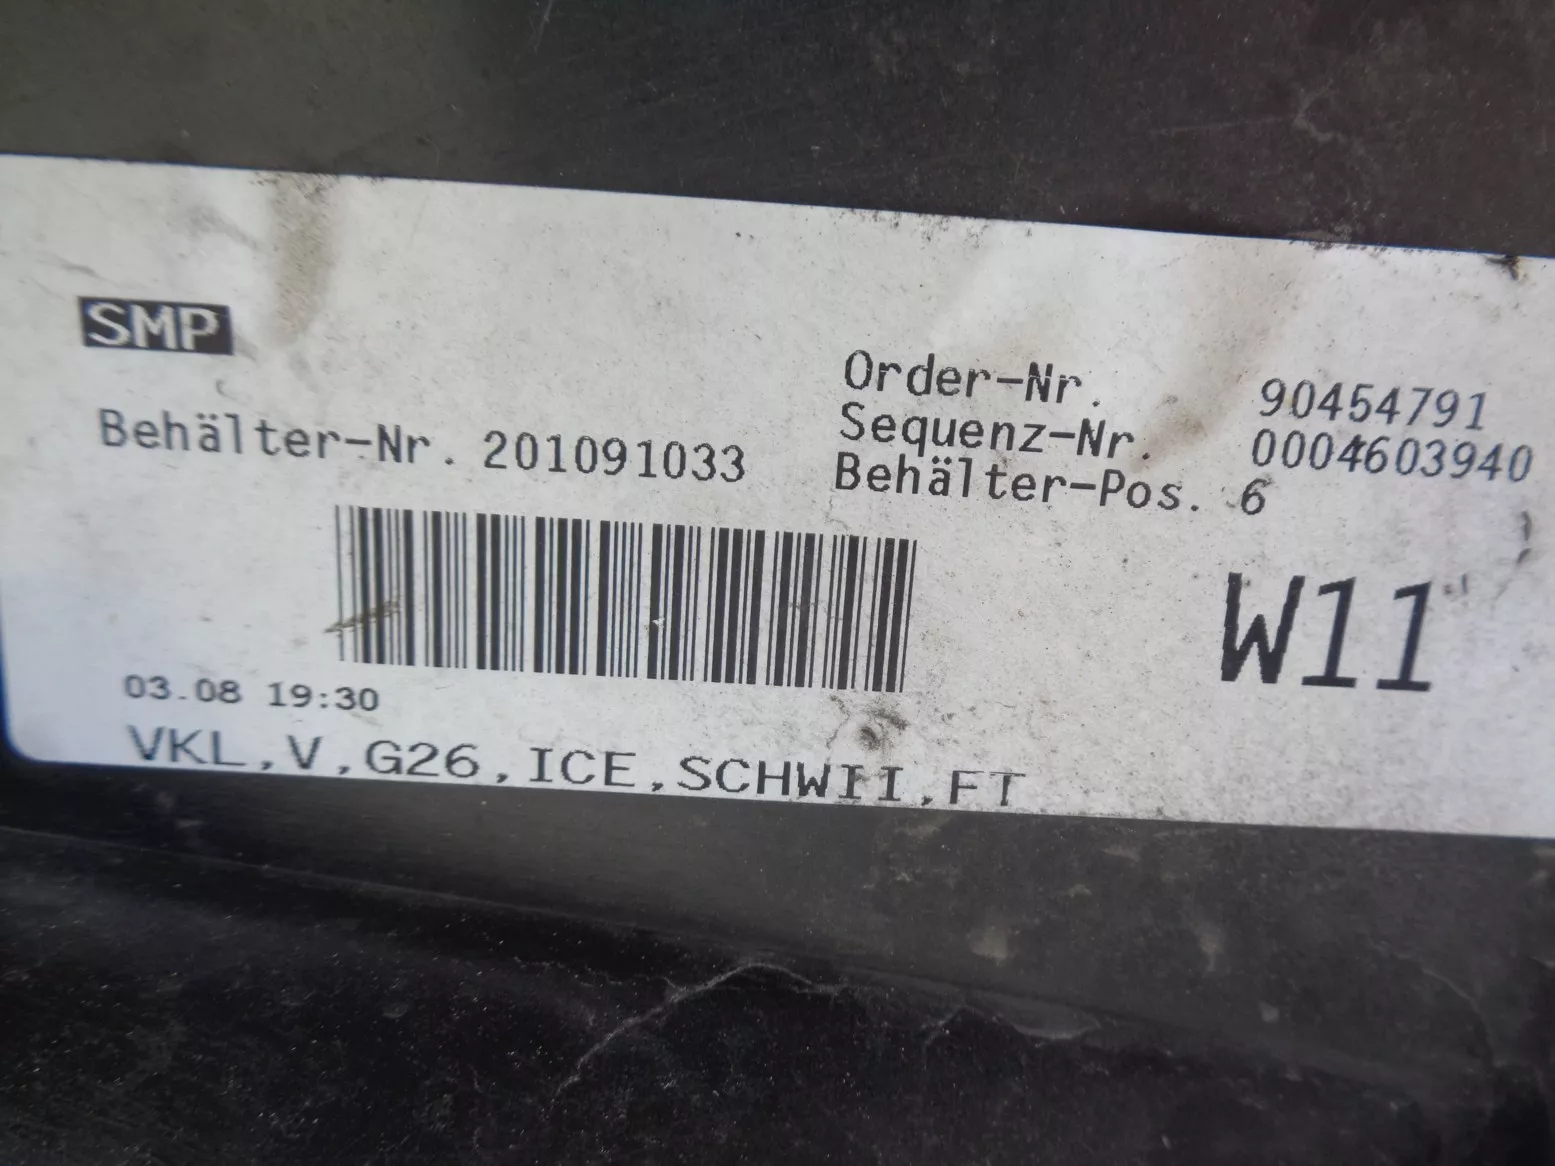 SMP
Order-Nr. 90454791
Sequenz-Nr. 0004603940
Behälter-Nr. 201091033
Behälter-Pos. 6
W11
03.08 19:30
VKL,V,G26,ICE,SCHWII,FT